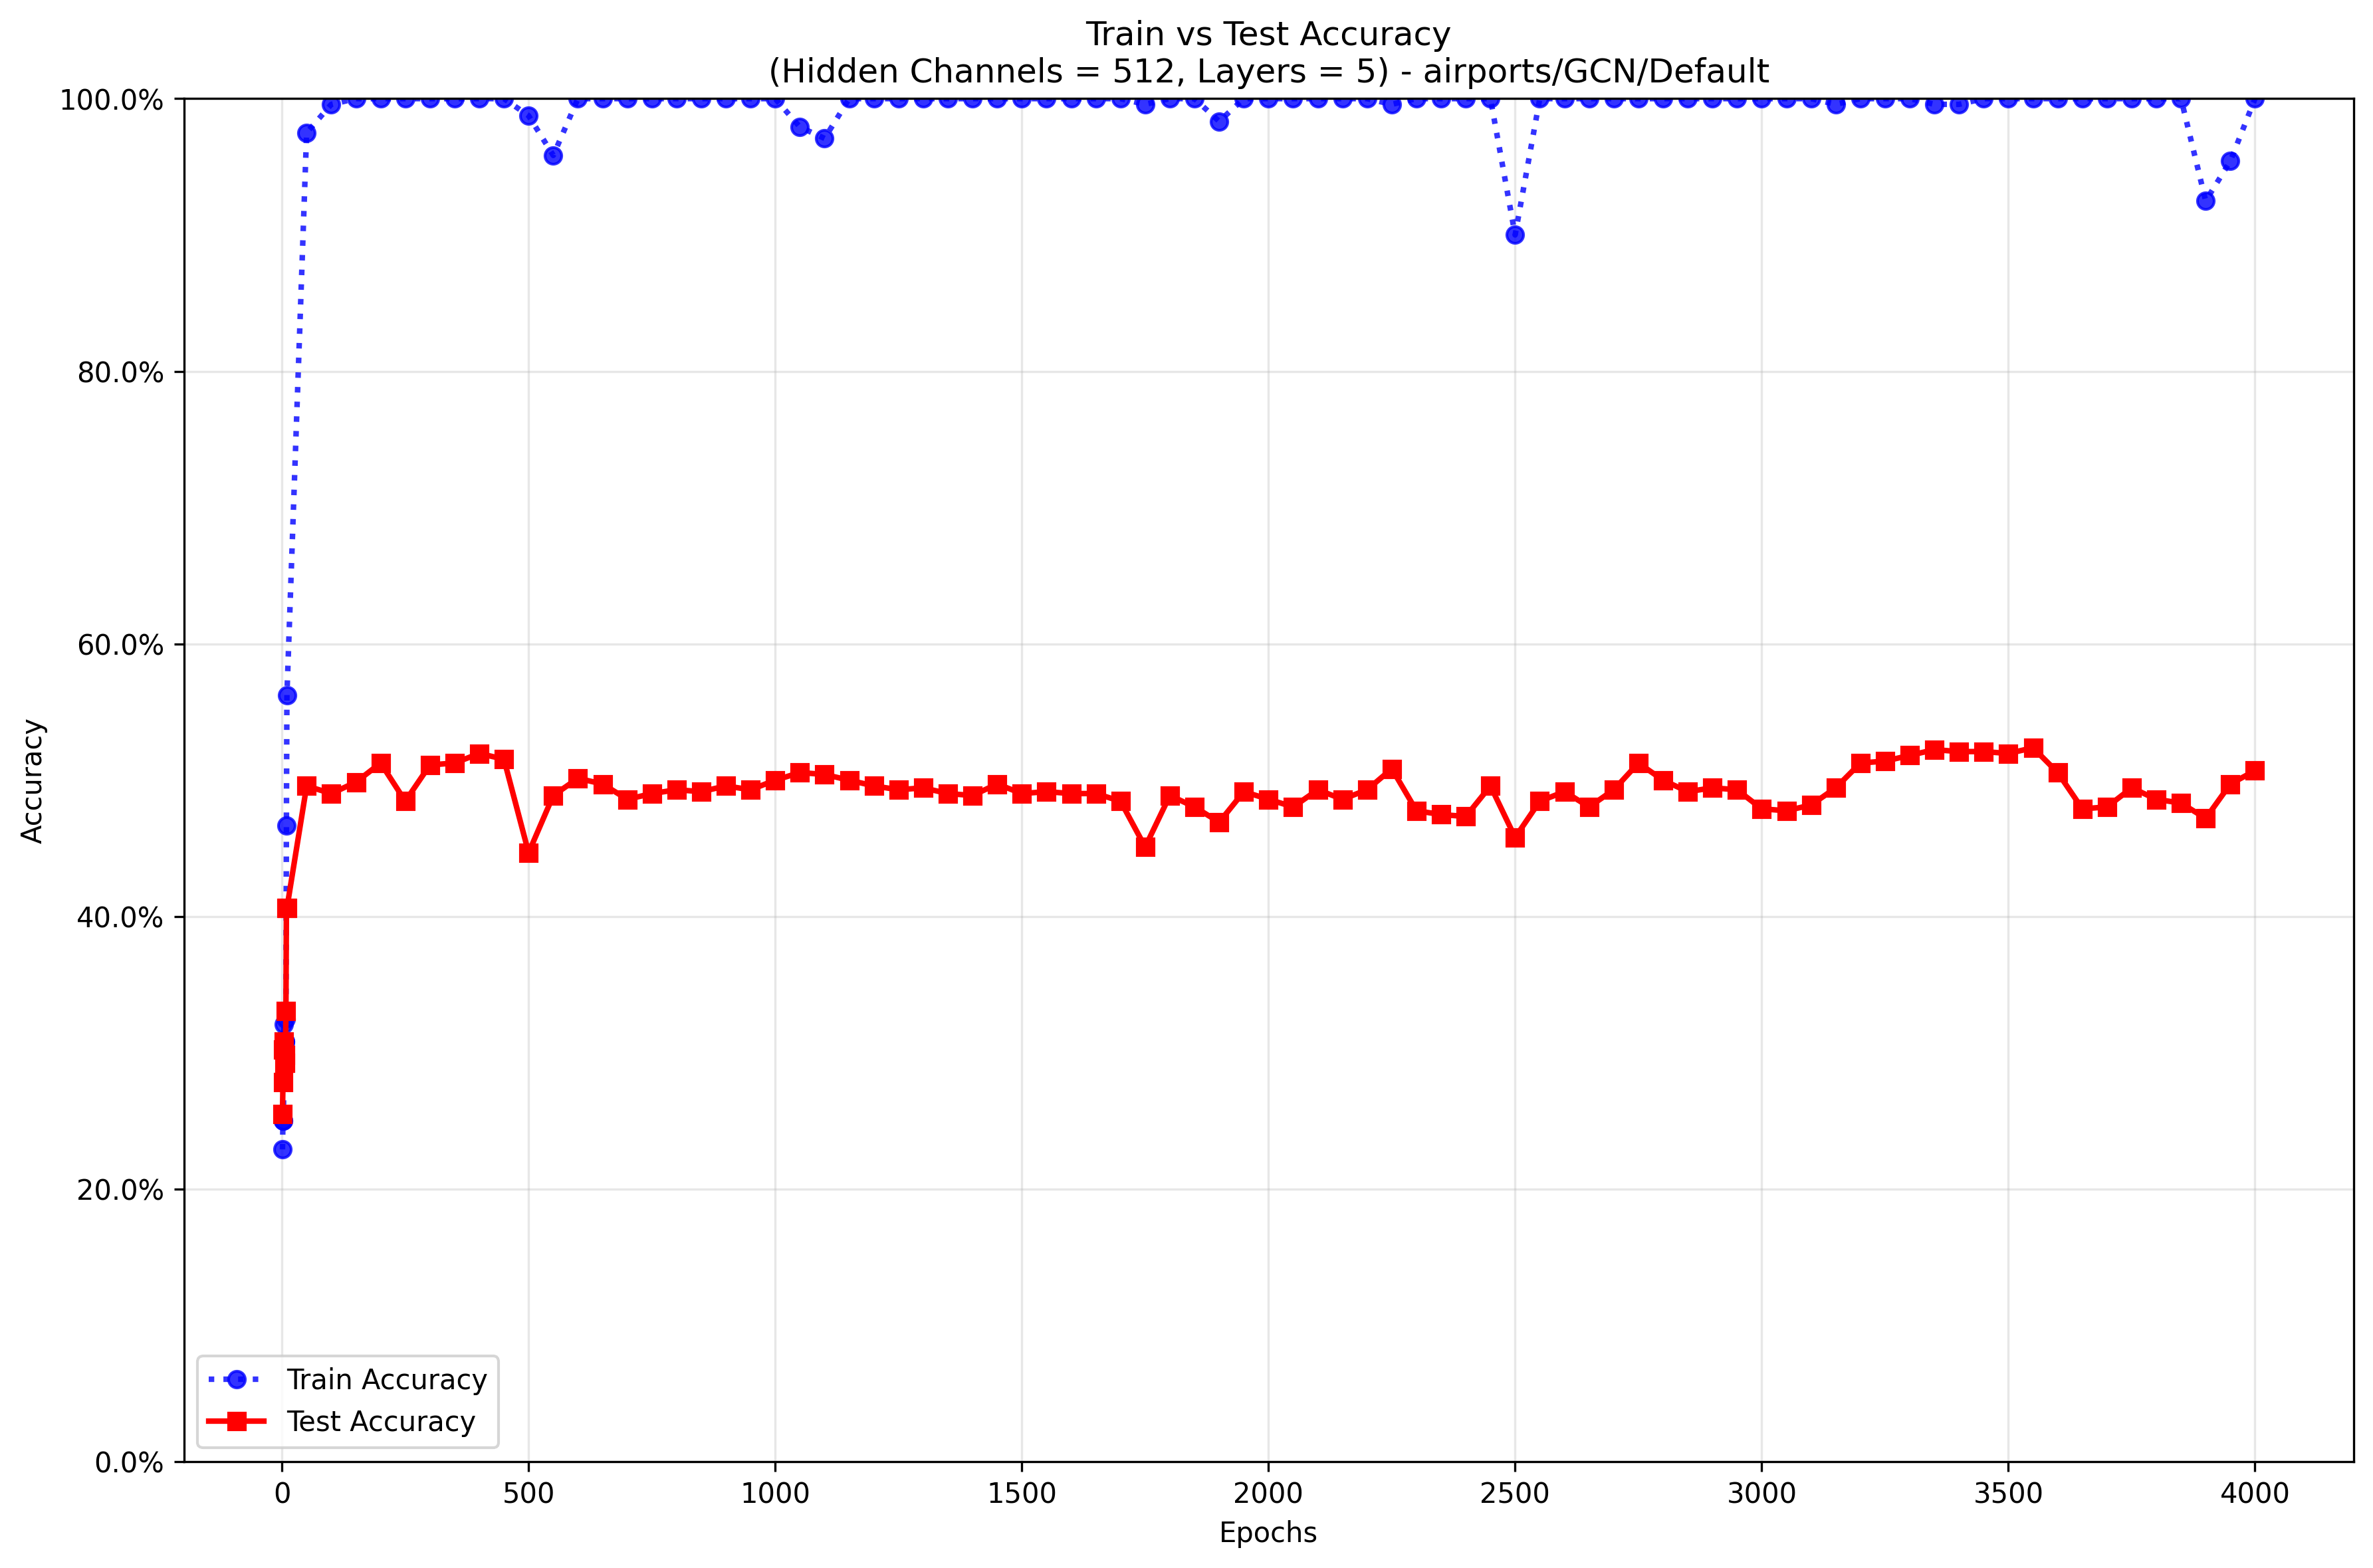 Train vs Test Accuracy
(Hidden Channels = 512, Layers = 5) - airports/GCN/Default
100.0%
80.0%
60.0%
40.0%
20.0%
0.0%
Accuracy
Train Accuracy
Test Accuracy
0 500 1000 1500 2000 2500 3000 3500 4000
Epochs